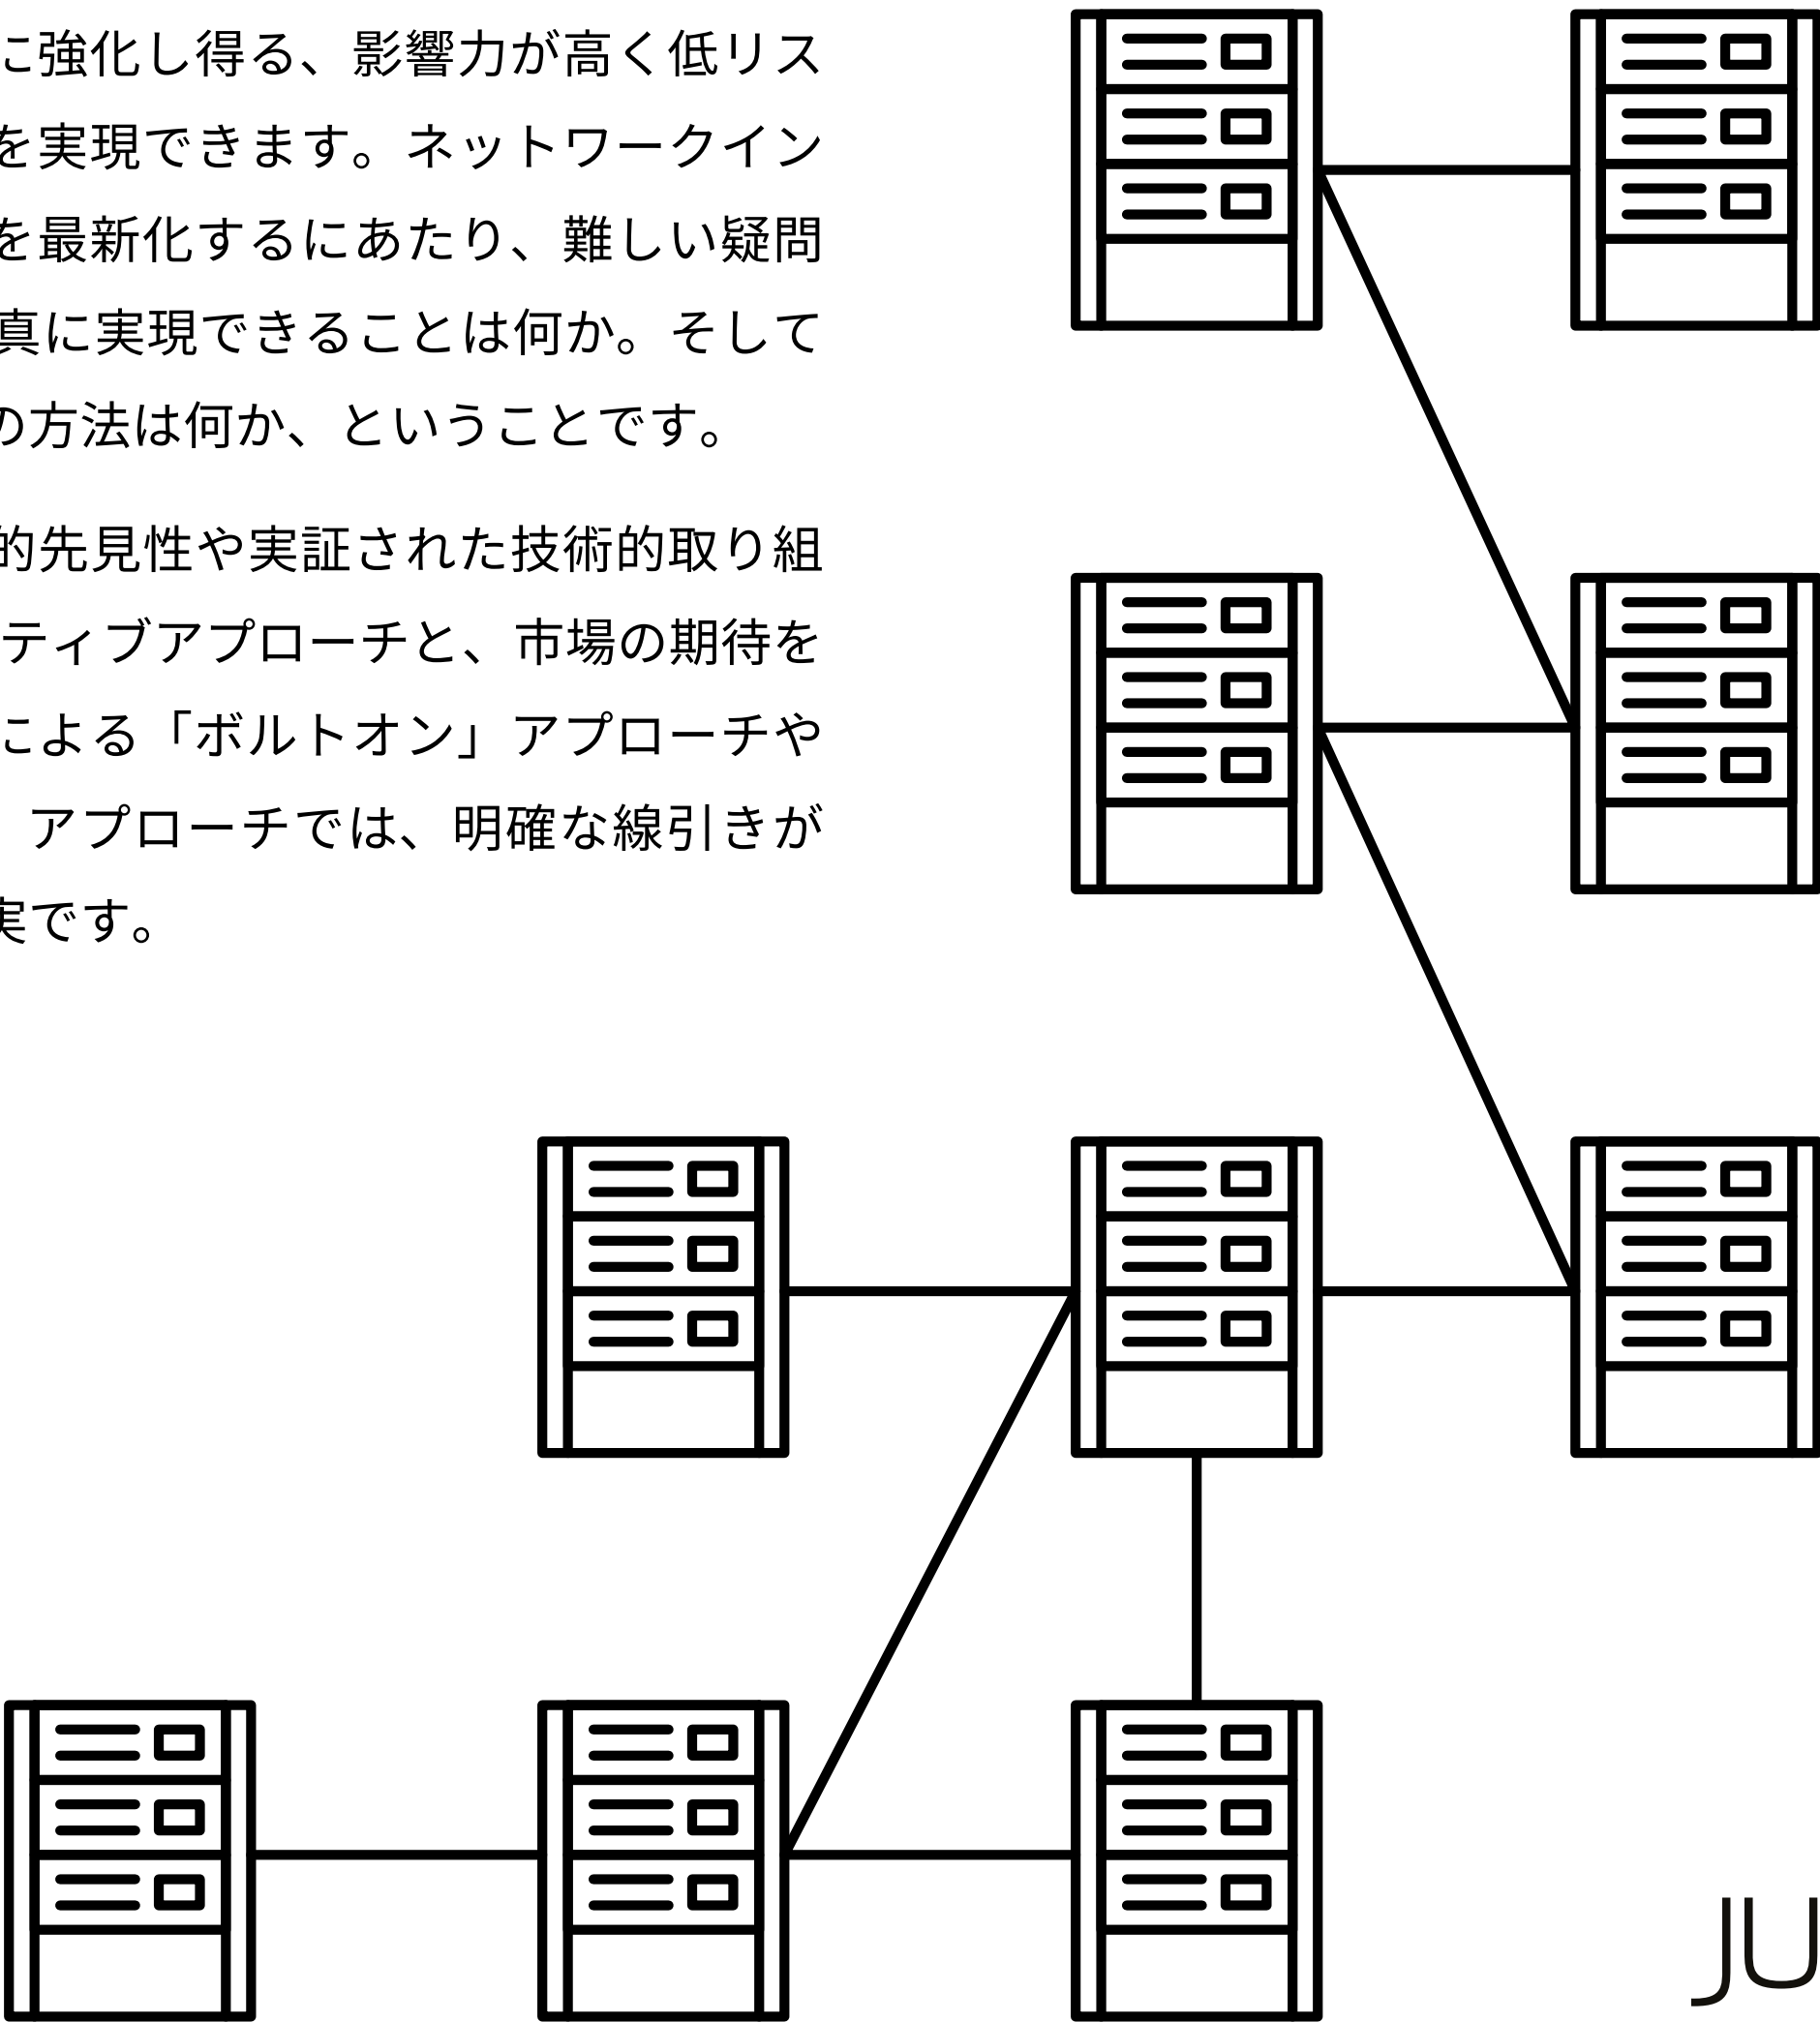 に強化し得る、影響力が高く低リス
を実現できます。ネットワークイン
を最新化するにあたり、難しい疑問
真に実現できることは何か。そして
の方法は何か、ということです。
的先見性や実証された技術的取り組
ティブアプローチと、市場の期待を
による「ボルトオン」アプローチや
アプローチでは、明確な線引きが
実です。
JU